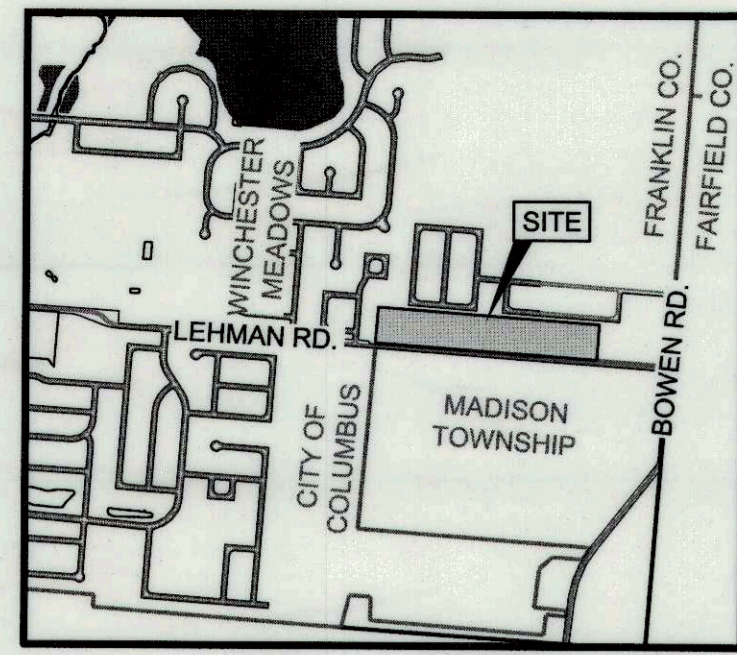 FRANKLIN CO.
FAIRFIELD CO.
WINCHESTER
MEADOWS
SITE
LEHMAN RD.
BOWEN RD.
CITY OF
COLUMBUS
MADISON
TOWNSHIP